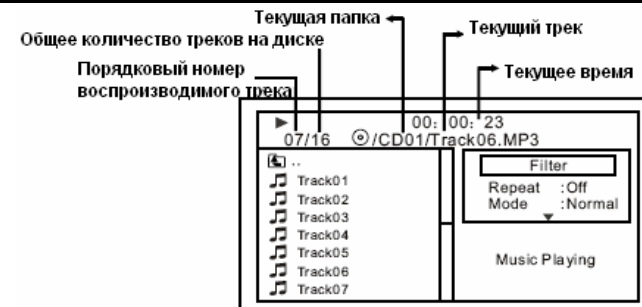 Текущая папка
Текущий трек
Общее количество треков на диске
Порядковый номер
воспроизводимого трека
Текущее время
00: 00: 23
07/16 /CD01/Track06.MP3
..
Track01
Track02
Track03
Track04
Track05
Track06
Track07
Filter
Repeat :Off
Mode :Normal
Music Playing